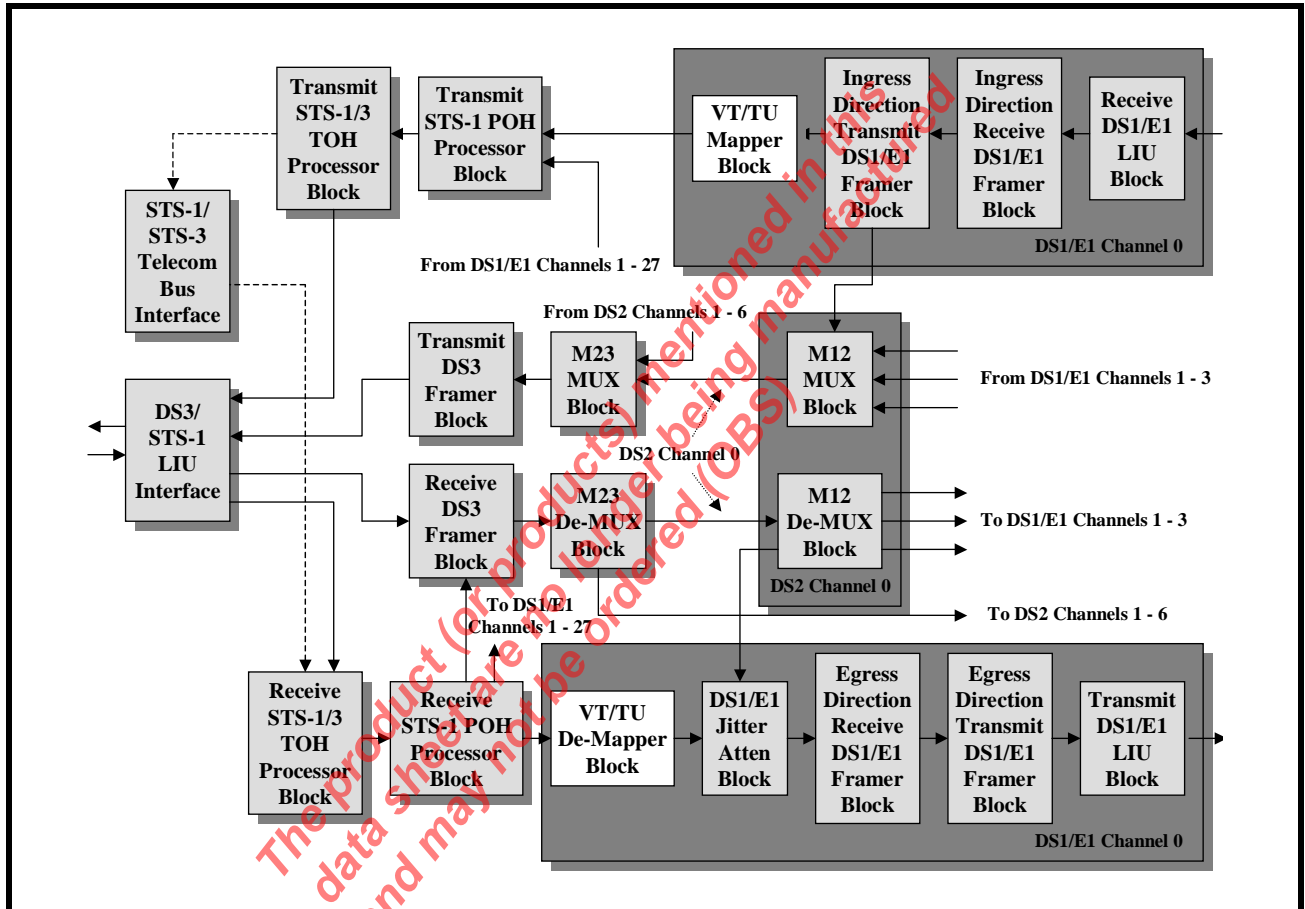 Transmit
STS-1/3
TOH
Processor
Block
Transmit
STS-1 POH
Processor
Block
VT/TU
Mapper
Block
Ingress
Direction
Transmit
DS1/E1
Framer
Block
Ingress
Direction
Receive
DS1/E1
Framer
Block
Receive
DS1/E1
LIU
Block
DS1/E1 Channel 0
STS-1/
STS-3
Telecom
Bus
Interface
From DS1/E1 Channels 1 - 27
From DS2 Channels 1 - 6
Transmit
DS3
Framer
Block
M23
MUX
Block
M12
MUX
Block
From DS1/E1 Channels 1 - 3
DS3/
STS-1
LIU
Interface
DS2 Channel 0
Receive
DS3
Framer
Block
M23
De-MUX
Block
M12
De-MUX
Block
To DS1/E1 Channels 1 - 3
DS2 Channel 0
To DS1/E1
Channels 1 - 27
To DS2 Channels 1 - 6
Receive
STS-1/3
TOH
Processor
Block
Receive
STS-1 POH
Processor
Block
VT/TU
De-Mapper
Block
DS1/E1
Jitter
Atten
Block
Egress
Direction
Receive
DS1/E1
Framer
Block
Egress
Direction
Transmit
DS1/E1
Framer
Block
Transmit
DS1/E1
LIU
Block
DS1/E1 Channel 0
The product (or products) mentioned in this
data sheet are no longer being manufactured
and may not be ordered (OBS)